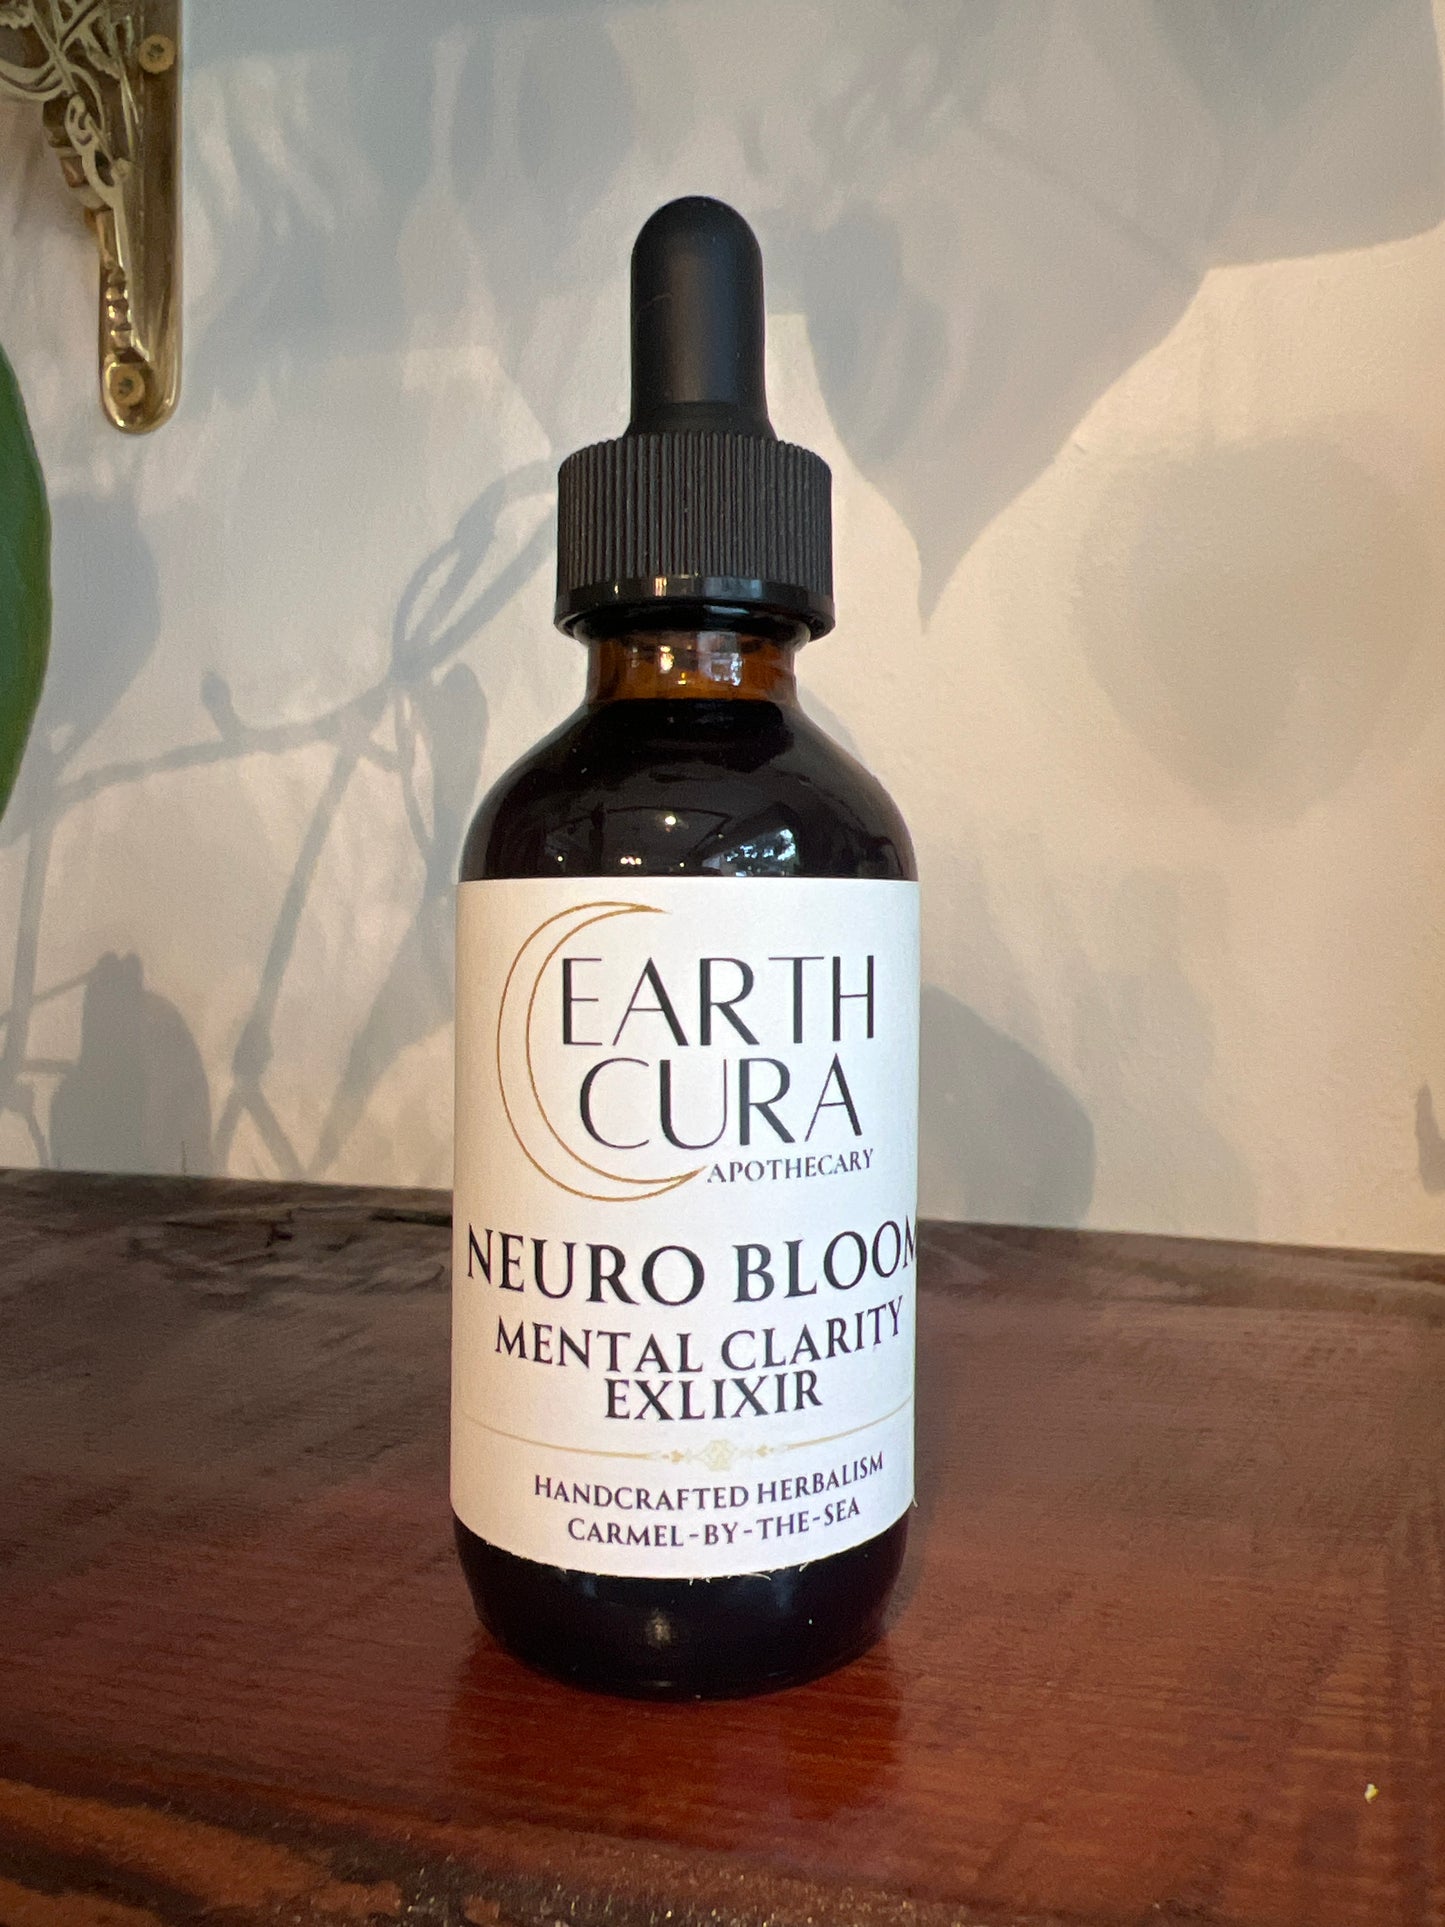 EARTH
CURA
APOTHECARY
NEURO BLOOM
MENTAL CLARITY
EXLIXIR
HANDCRAFTED HERBALISM
CARMEL-BY-THE-SEA